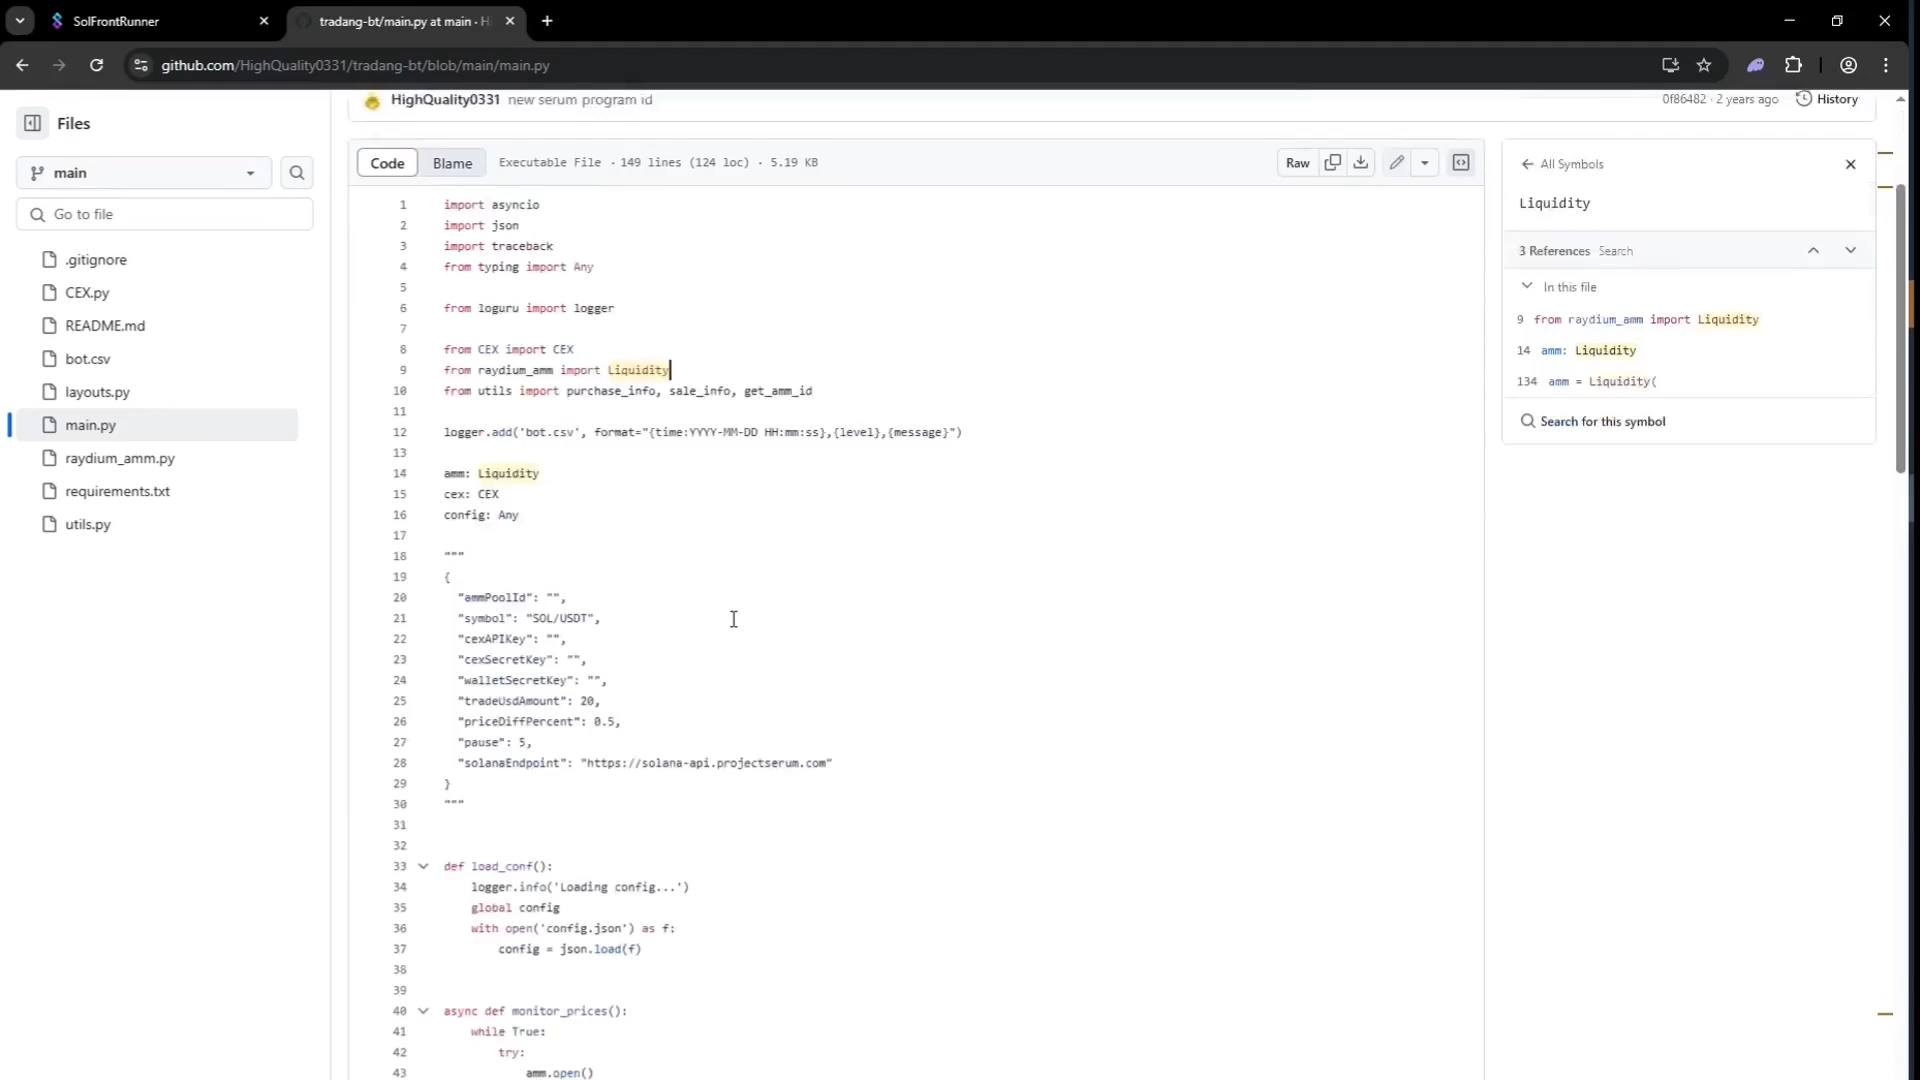 SolFrontRunner
tradang-bt/main.py at main · H
github.com/HighQuality0331/tradang-bt/blob/main/main.py
Files
main
Go to file
.gitignore
CEX.py
README.md
bot.csv
layouts.py
main.py
raydium_amm.py
requirements.txt
utils.py
HighQuality0331 new serum program id
0f86482 · 2 years ago
History
Code
Blame
Executable File · 149 lines (124 loc) · 5.19 KB
Raw
1 import asyncio
2 import json
3 import traceback
4 from typing import Any
5
6 from loguru import logger
7
8 from CEX import CEX
9 from raydium_amm import Liquidity
10 from utils import purchase_info, sale_info, get_amm_id
11
12 logger.add('bot.csv', format="{time:YYYY-MM-DD HH:mm:ss},{level},{message}")
13
14 amm: Liquidity
15 cex: CEX
16 config: Any
17
18 """
19 {
20 "ammPoolId": "",
21 "symbol": "SOL/USDT",
22 "cexAPIKey": "",
23 "cexSecretKey": "",
24 "walletSecretKey": "",
25 "tradeUsdAmount": 20,
26 "priceDiffPercent": 0.5,
27 "pause": 5,
28 "solanaEndpoint": "https://solana-api.projectserum.com"
29 }
30 """
31
32
33 def load_conf():
34 logger.info('Loading config...')
35 global config
36 with open('config.json') as f:
37 config = json.load(f)
38
39
40 async def monitor_prices():
41 while True:
42 try:
43 amm.open()
All Symbols
Liquidity
3 References Search
In this file
9 from raydium_amm import Liquidity
14 amm: Liquidity
134 amm = Liquidity(
Search for this symbol